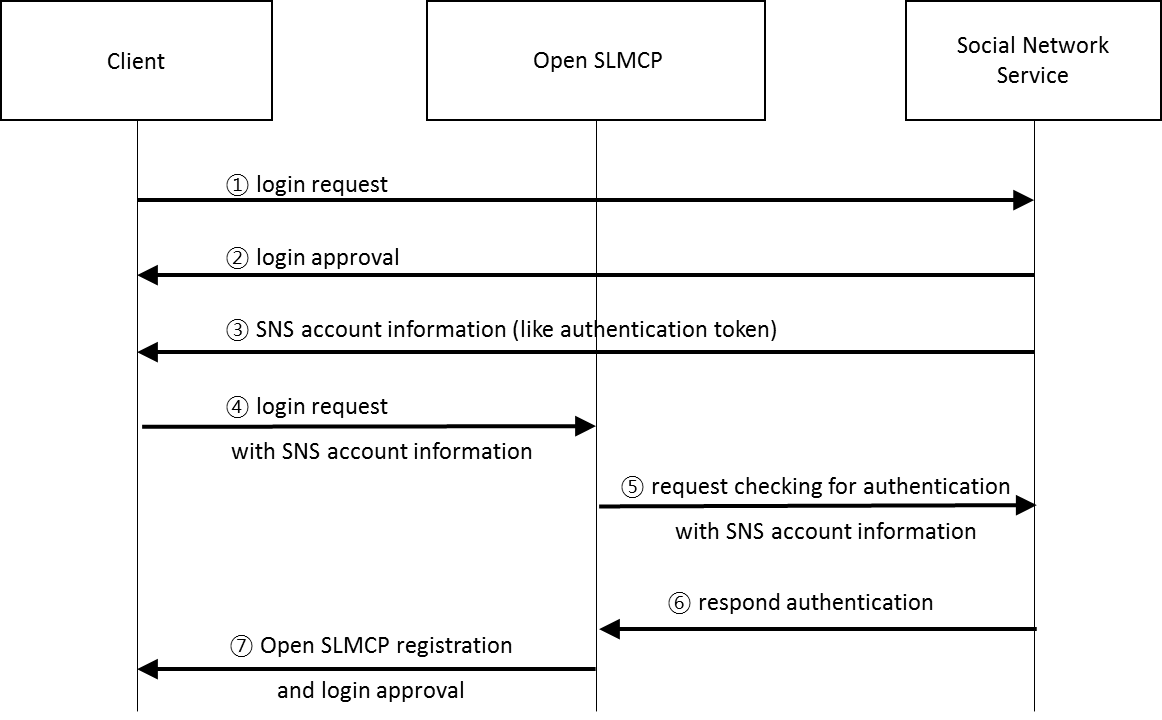 Client
Open SLMCP
Social Network
Service
① login request
② login approval
③ SNS account information (like authentication token)
④ login request
with SNS account information
⑤ request checking for authentication
with SNS account information
⑥ respond authentication
⑦ Open SLMCP registration
and login approval